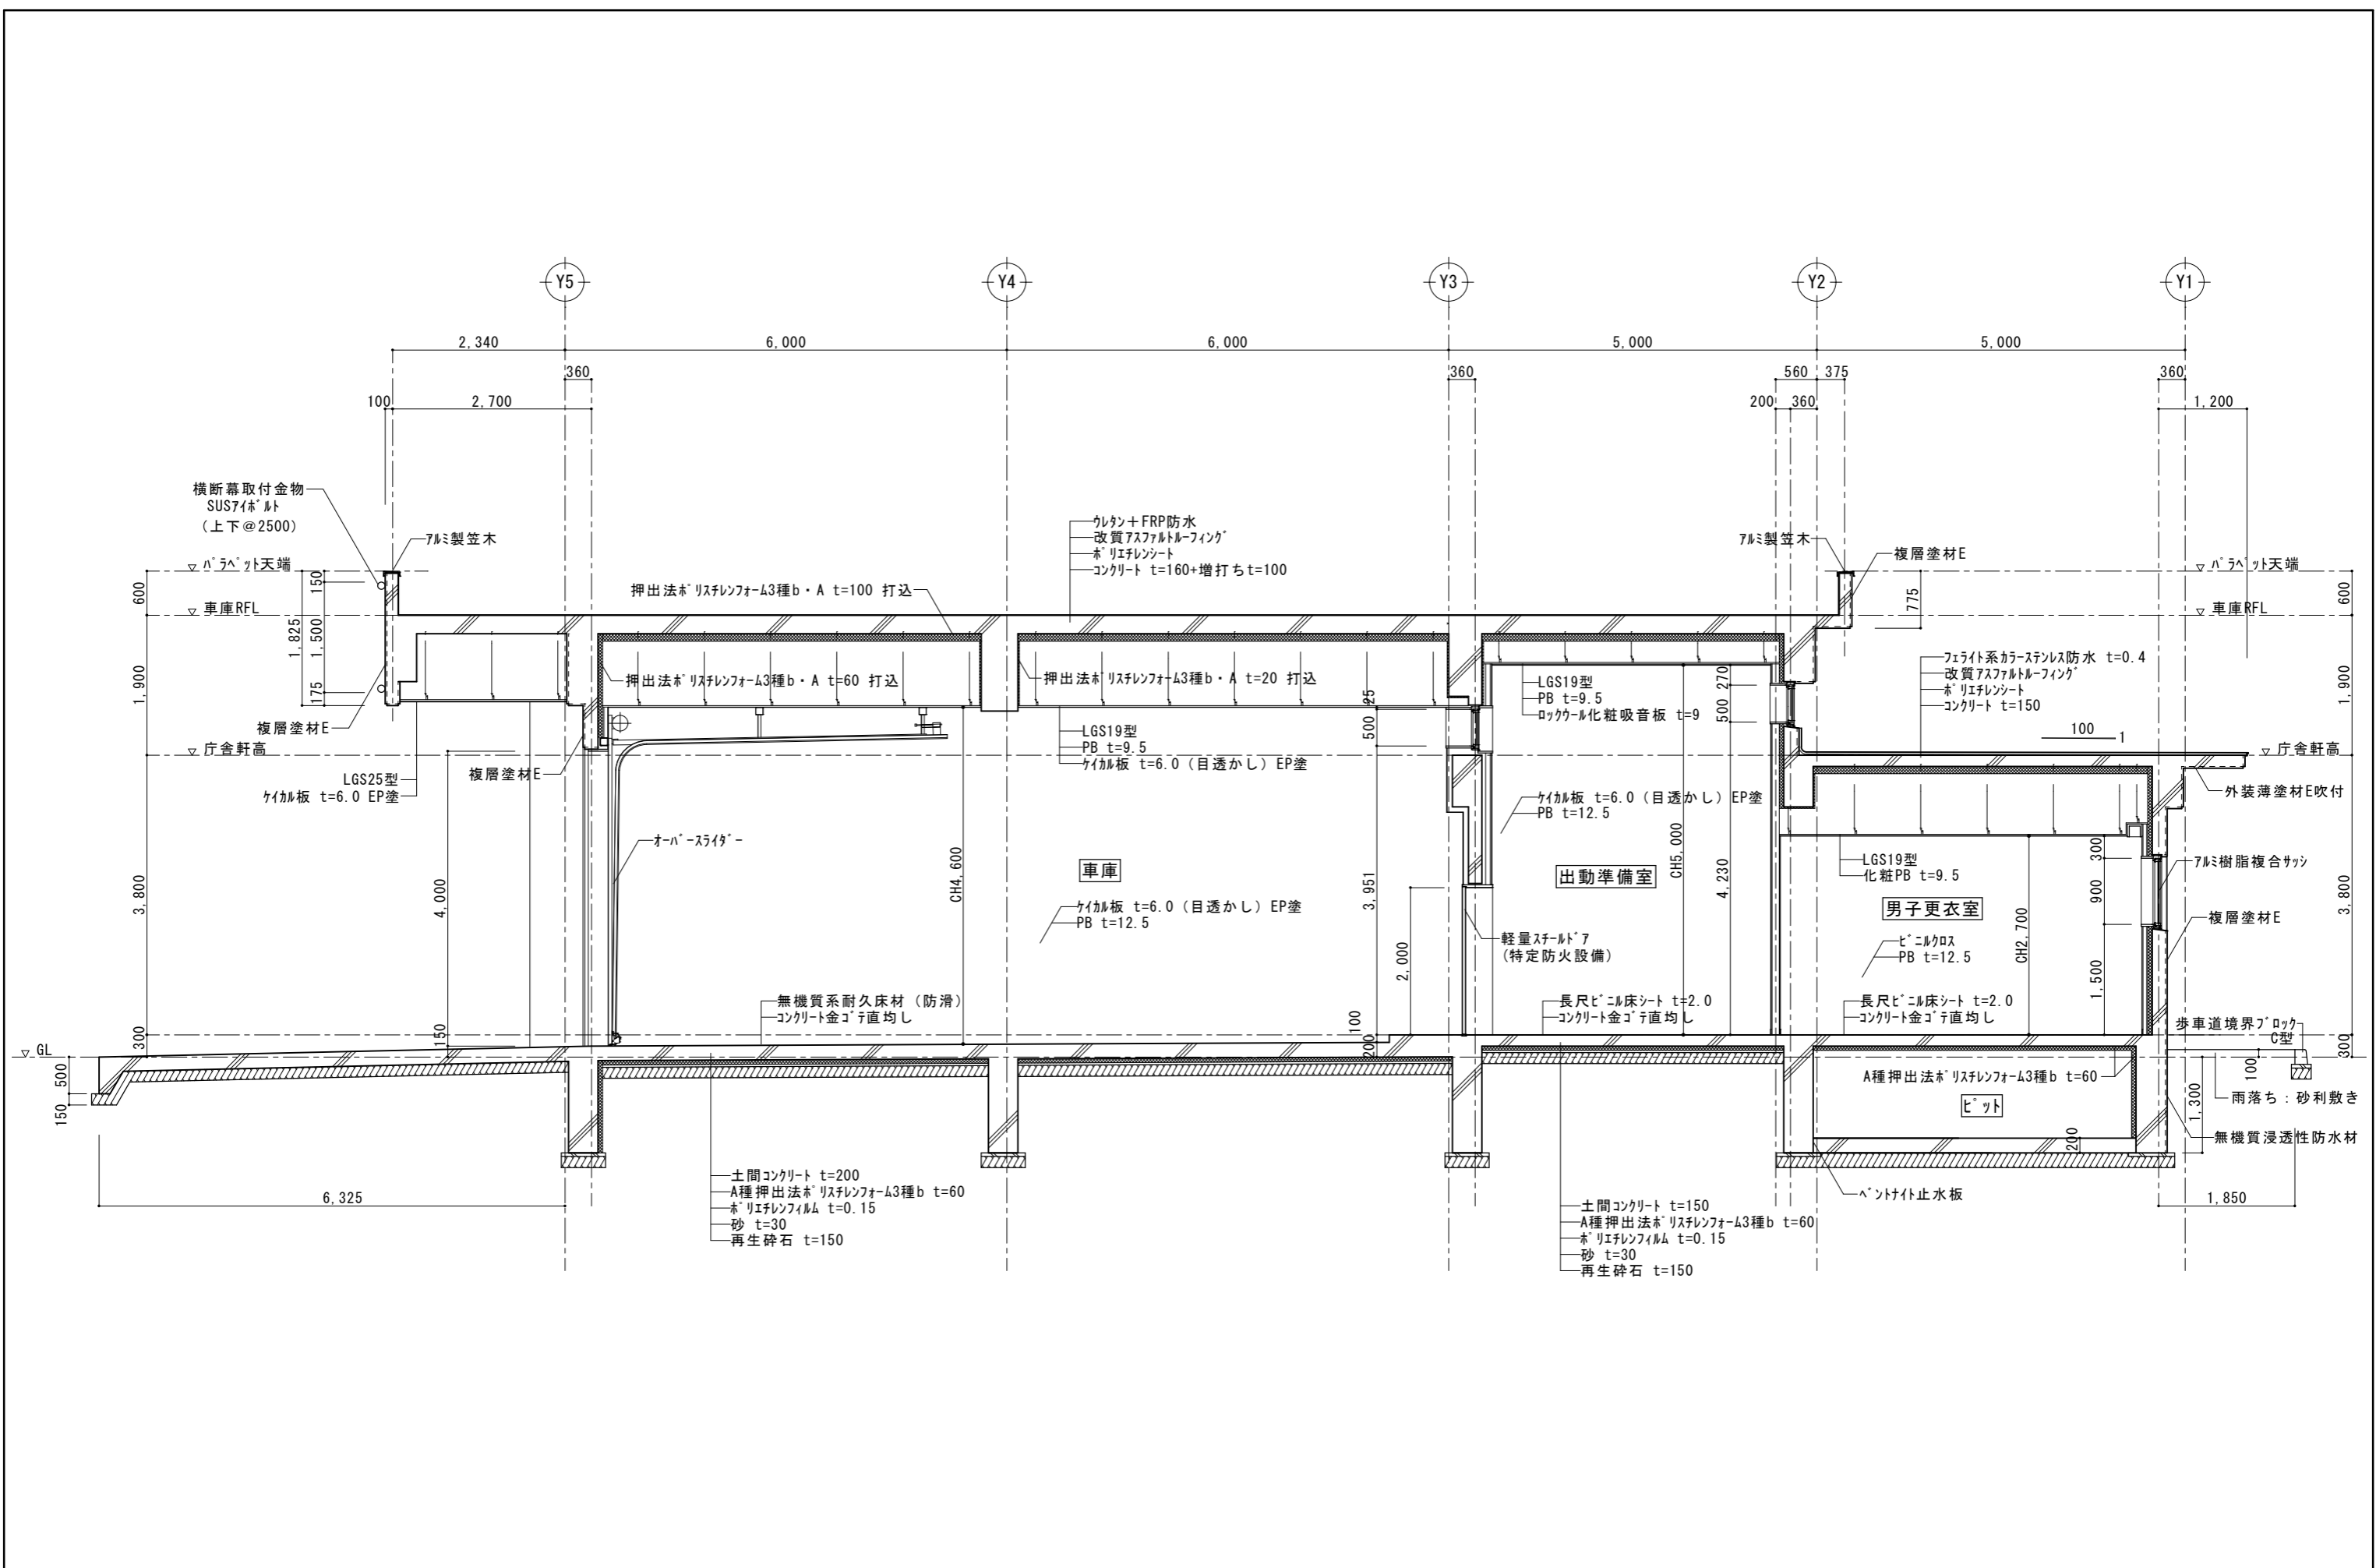 Y5
Y4
Y3
Y2
Y1
2,340
6,000
6,000
5,000
5,000
360
360
560
375
360
100
2,700
200
360
1,200
横断幕取付金物
SUSアイボルト
(上下@2500)
アルミ製笠木
ウレタン+FRP防水
改質アスファルトルーフィング
ポリエチレンシート
コンクリート t=160+増打ちt=100
アルミ製笠木
複層塗材E
パラペット天端
パラペット天端
押出法ポリスチレンフォーム3種b・A t=100 打込
600
150
775
600
車庫RFL
車庫RFL
1,825
1,500
1,900
175
押出法ポリスチレンフォーム3種b・A t=60 打込
押出法ポリスチレンフォーム3種b・A t=20 打込
LGS19型
PB t=9.5
ロックウール化粧吸音板 t=9
270
500
25
500
フェライト系カラーステンレス防水 t=0.4
改質アスファルトルーフィング
ポリエチレンシート
コンクリート t=150
1,900
複層塗材E
100
1
庁舎軒高
庁舎軒高
LGS19型
PB t=9.5
ケイカル板 t=6.0(目透かし)EP塗
LGS25型
ケイカル板 t=6.0 EP塗
複層塗材E
外装薄塗材E吹付
ケイカル板 t=6.0(目透かし)EP塗
PB t=12.5
オーバースライダー
車庫
CH4,600
CH5,000
4,230
出動準備室
LGS19型
化粧PB t=9.5
300
アルミ樹脂複合サッシ
3,800
4,000
3,951
900
3,800
ケイカル板 t=6.0(目透かし)EP塗
PB t=12.5
男子更衣室
複層塗材E
軽量スチールドア
(特定防火設備)
2,000
ビニルクロス
PB t=12.5
CH2,700
1,500
無機質系耐久床材(防滑)
コンクリート金ゴテ直均し
長尺ビニル床シート t=2.0
コンクリート金ゴテ直均し
長尺ビニル床シート t=2.0
コンクリート金ゴテ直均し
歩車道境界ブロック
C型
300
150
100
200
300
100
GL
500
150
A種押出法ポリスチレンフォーム3種b t=60
ピット
1,300
雨落ち:砂利敷き
200
無機質浸透性防水材
ベントナイト止水板
6,325
1,850
土間コンクリート t=200
A種押出法ポリスチレンフォーム3種b t=60
ポリエチレンフィルム t=0.15
砂 t=30
再生砕石 t=150
土間コンクリート t=150
A種押出法ポリスチレンフォーム3種b t=60
ポリエチレンフィルム t=0.15
砂 t=30
再生砕石 t=150